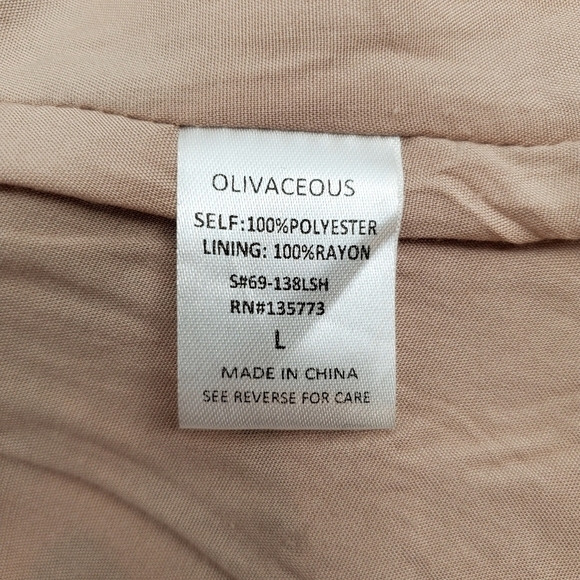 OLIVACEOUS
SELF:100%POLYESTER
LINING: 100%RAYON
S#69-138LSH
RN#135773
L
MADE IN CHINA
SEE REVERSE FOR CARE